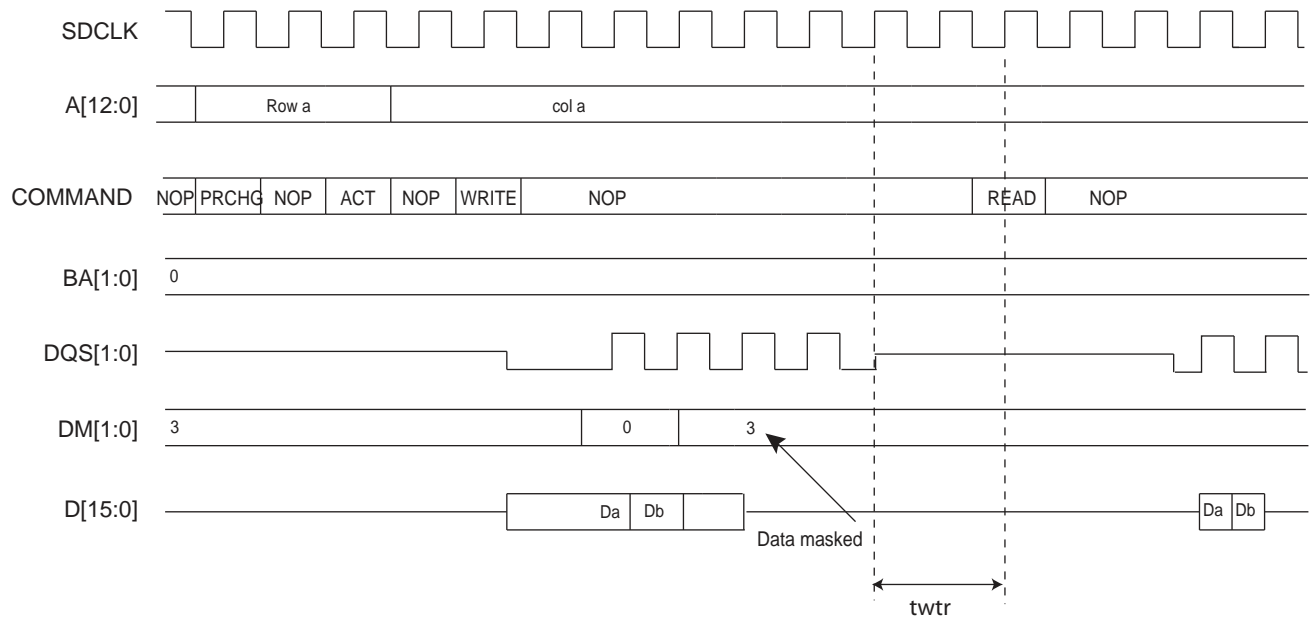 SDCLK
A[12:0] Row a col a
COMMAND NOP PRCHG NOP ACT NOP WRITE NOP READ NOP
BA[1:0] 0
DQS[1:0]
DM[1:0] 3 0 3
D[15:0] Da Db Da Db
Data masked
twtr